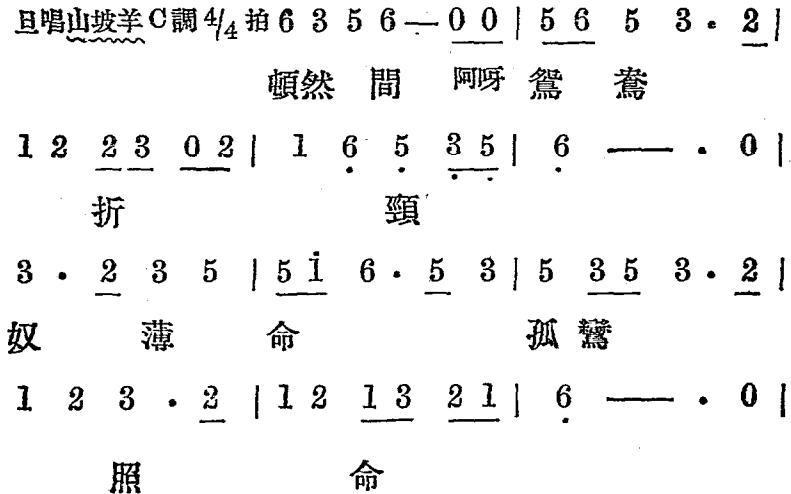 旦唱山坡羊C調4/4拍 6 3 5 6 — 0 0 | 5 6 5 3 · 2 |
頓然 間 阿呀 鴛 鴦
1 2 2 3 0 2 | 1 6 5 3 5 | 6 — · 0 |
折 頸
3 · 2 3 5 | 5 i 6 · 5 3 | 5 3 5 3 · 2 |
奴 薄 命 孤 鸞
1 2 3 · 2 | 1 2 1 3 2 1 | 6 — · 0 |
照 命